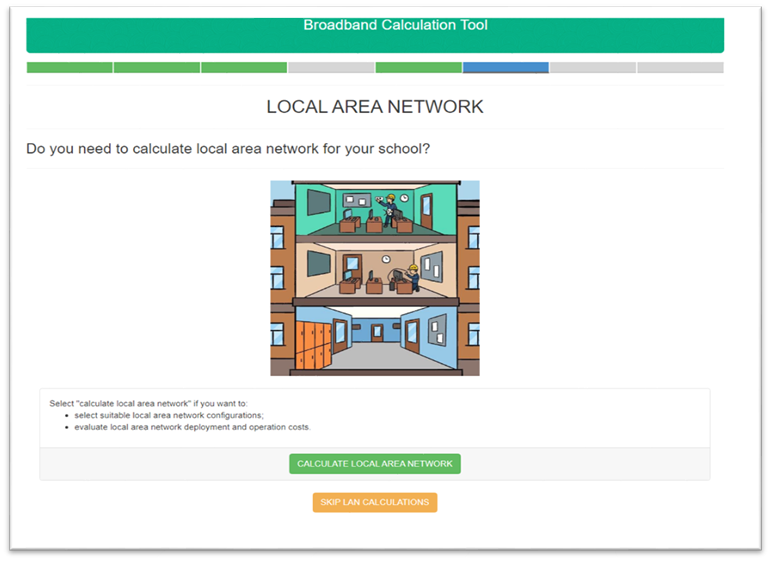 Broadband Calculation Tool
LOCAL AREA NETWORK
Do you need to calculate local area network for your school?
Select "calculate local area network" if you want to:
• select suitable local area network configurations;
• evaluate local area network deployment and operation costs.
CALCULATE LOCAL AREA NETWORK
SKIP LAN CALCULATIONS